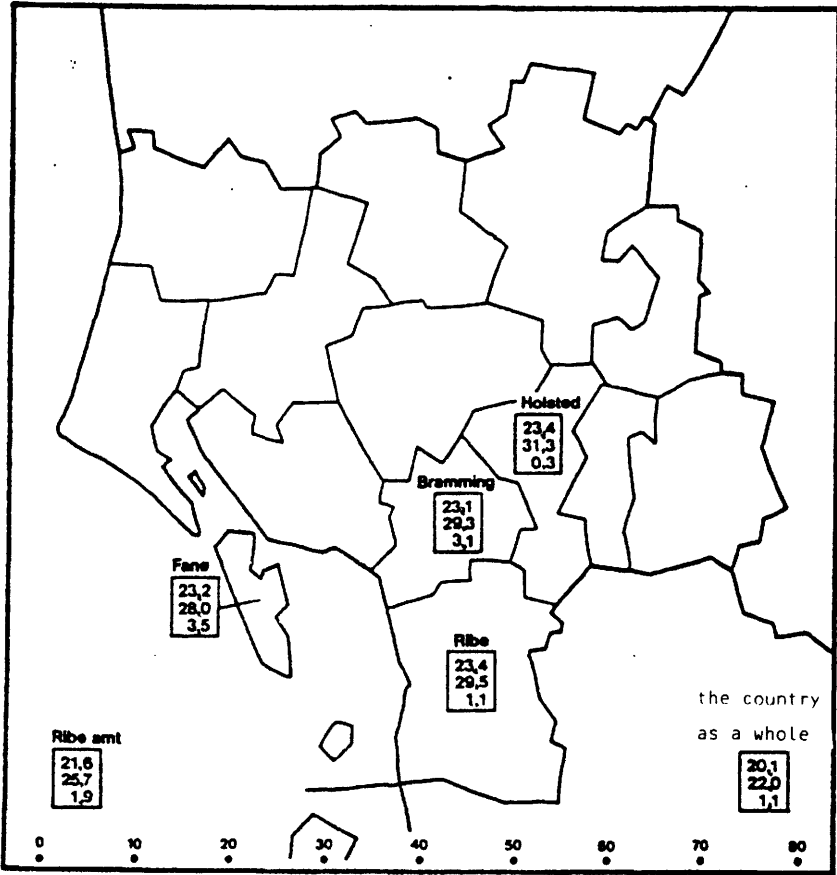 Holsted
23,4
31,3
0,3
Bramming
23,1
29,3
3,1
Fanø
23,2
28,0
3,5
Ribe
23,4
29,5
1,1
the country
as a whole
20,1
22,0
1,1
Ribe amt
21,6
25,7
1,9
0 10 20 30 40 50 60 70 80